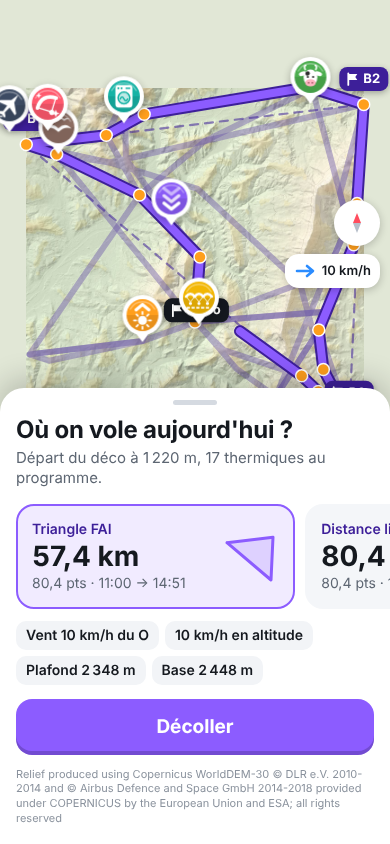 B2
10 km/h
Où on vole aujourd'hui ?
Départ du déco à 1 220 m, 17 thermiques au
programme.
Triangle FAI
57,4 km
80,4 pts · 11:00 → 14:51
Distance li
80,4
80,4 pts ·
Vent 10 km/h du O
10 km/h en altitude
Plafond 2 348 m
Base 2 448 m
Décoller
Relief produced using Copernicus WorldDEM-30 © DLR e.V. 2010-
2014 and © Airbus Defence and Space GmbH 2014-2018 provided
under COPERNICUS by the European Union and ESA; all rights
reserved